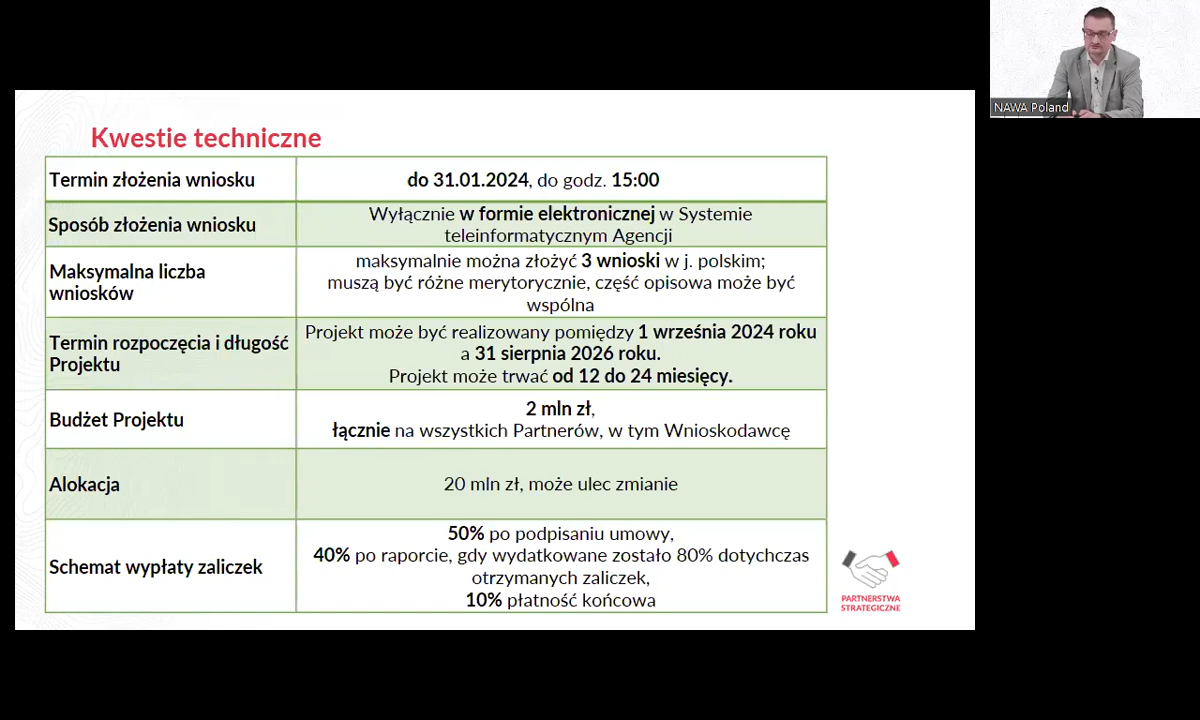 NAWA Poland
Kwestie techniczne
Termin złożenia wniosku
do 31.01.2024, do godz. 15:00
Sposób złożenia wniosku
Wyłącznie w formie elektronicznej w Systemie
teleinformatycznym Agencji
Maksymalna liczba
wniosków
maksymalnie można złożyć 3 wnioski w j. polskim;
muszą być różne merytorycznie, część opisowa może być
wspólna
Termin rozpoczęcia i długość
Projektu
Projekt może być realizowany pomiędzy 1 września 2024 roku
a 31 sierpnia 2026 roku.
Projekt może trwać od 12 do 24 miesięcy.
Budżet Projektu
2 mln zł,
łącznie na wszystkich Partnerów, w tym Wnioskodawcę
Alokacja
20 mln zł, może ulec zmianie
Schemat wypłaty zaliczek
50% po podpisaniu umowy,
40% po raporcie, gdy wydatkowane zostało 80% dotychczas
otrzymanych zaliczek,
10% płatność końcowa
PARTNERSTWA
STRATEGICZNE